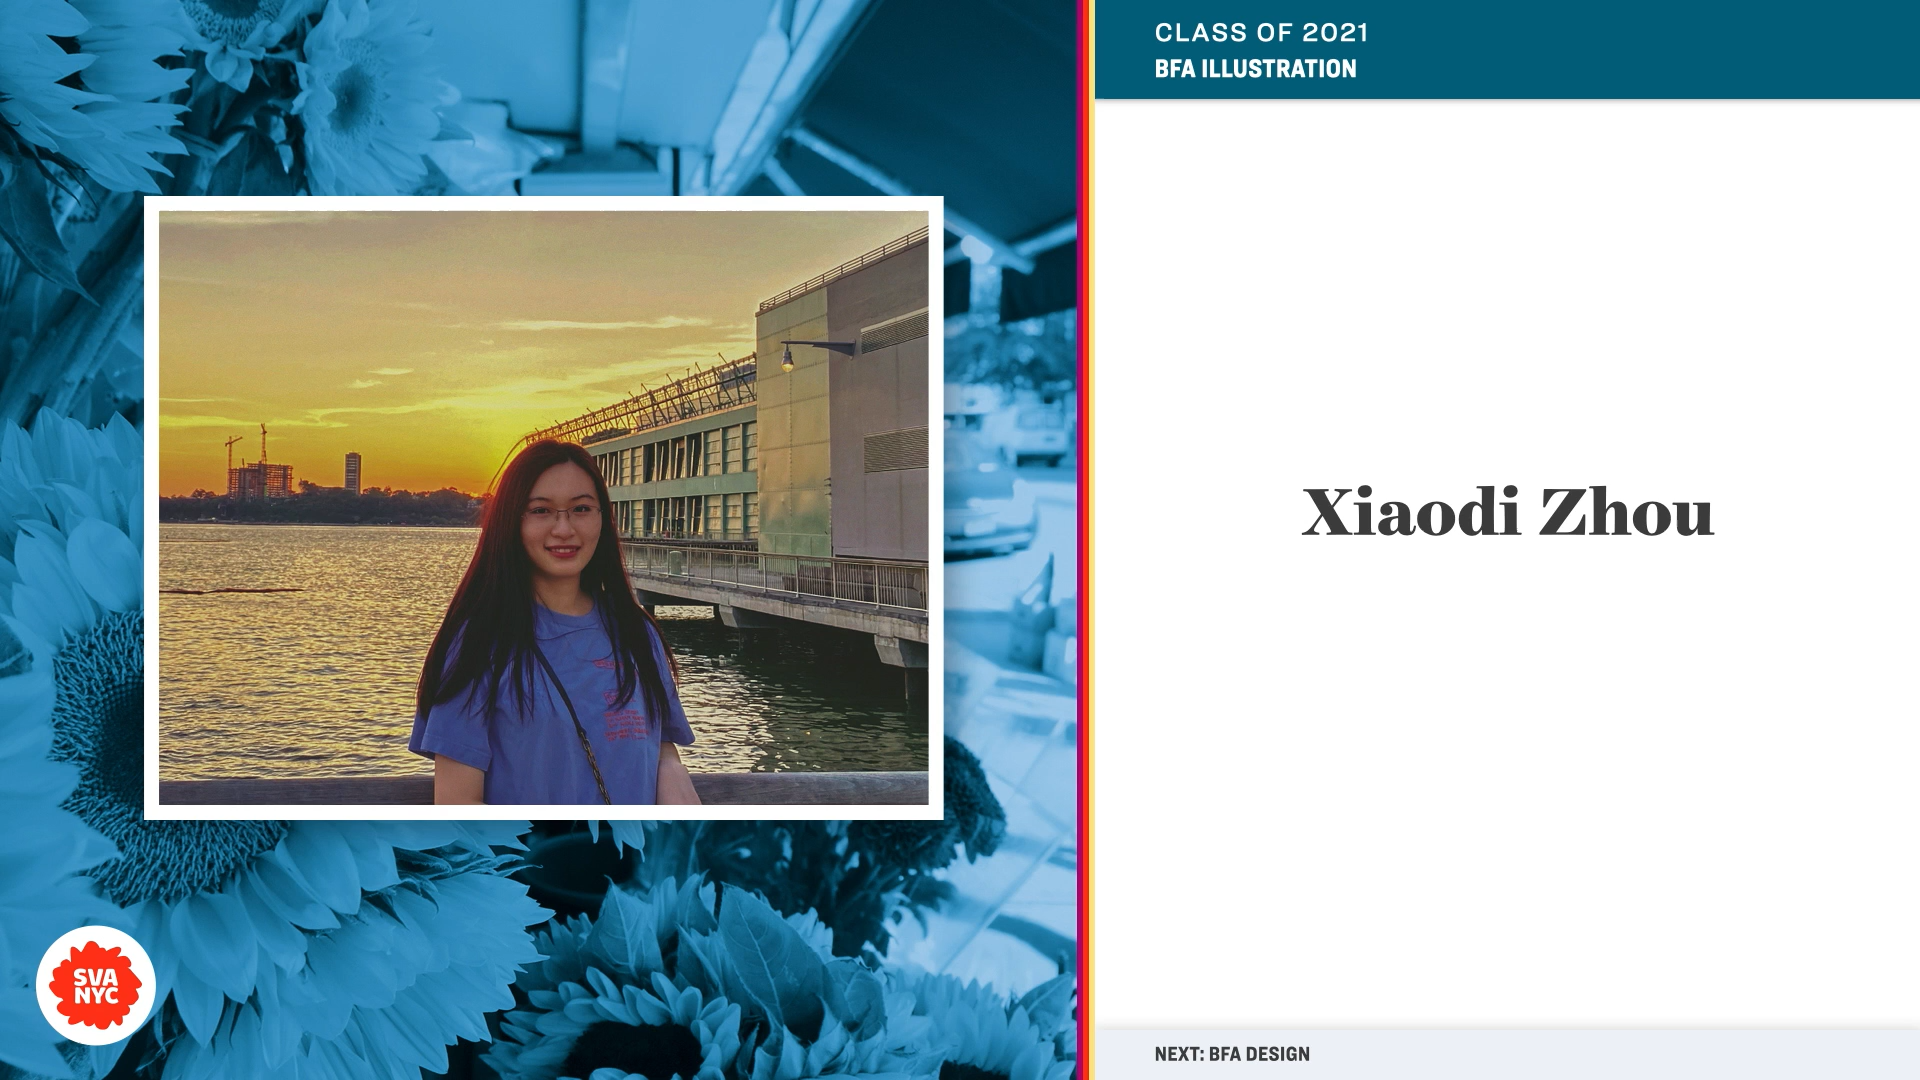 CLASS OF 2021
BFA ILLUSTRATION
Xiaodi Zhou
SVA
NYC
NEXT: BFA DESIGN